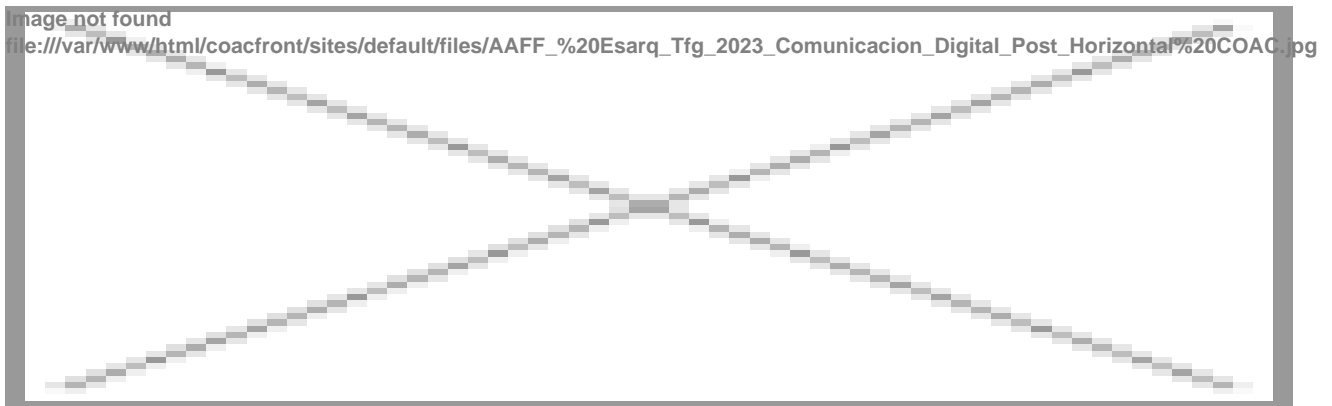 Image not found
file:///var/www/html/coacfront/sites/default/files/AAFF_%20Esarq_Tfg_2023_Comunicacion_Digital_Post_Horizontal%20COAC.jpg